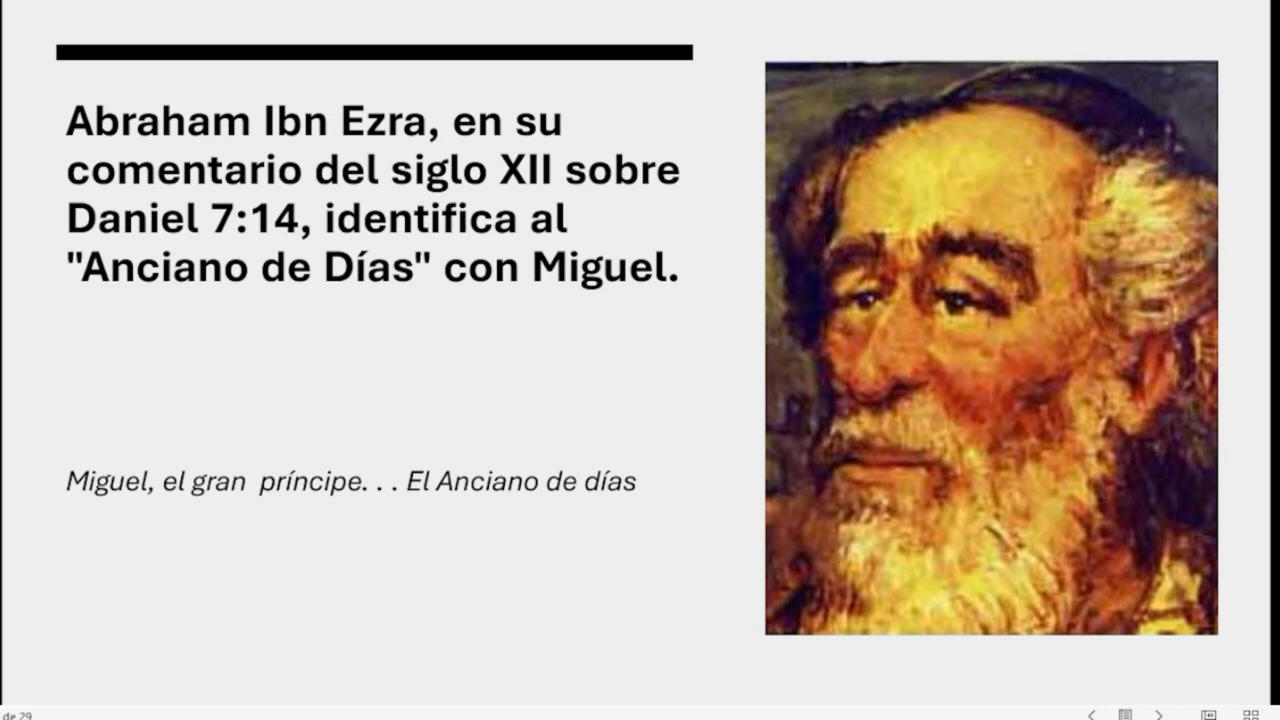 Abraham Ibn Ezra, en su
comentario del siglo XII sobre
Daniel 7:14, identifica al
"Anciano de Días" con Miguel.
Miguel, el gran príncipe. . . El Anciano de días
de 29